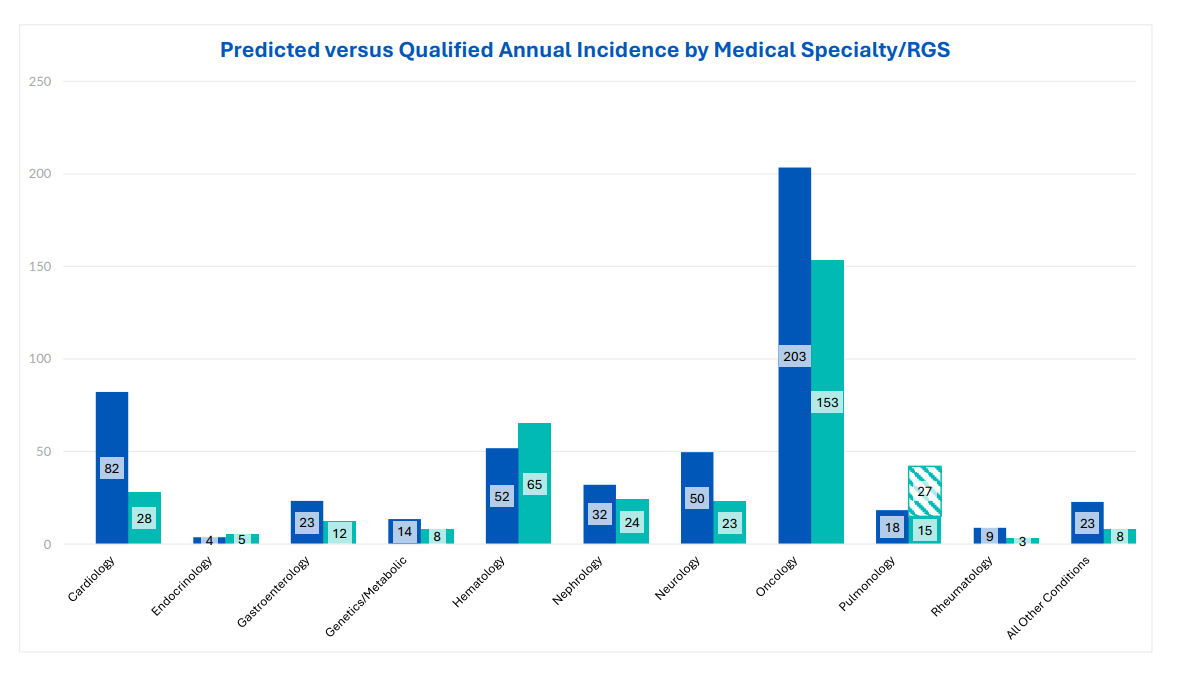 Predicted versus Qualified Annual Incidence by Medical Specialty/RGS
250
200
150
100
50
0
82
28
4
5
23
12
14
8
52
65
32
24
50
23
203
153
18
27
15
9
3
23
8
Cardiology
Endocrinology
Gastroenterology
Genetics/Metabolic
Hematology
Nephrology
Neurology
Oncology
Pulmonology
Rheumatology
All Other Conditions